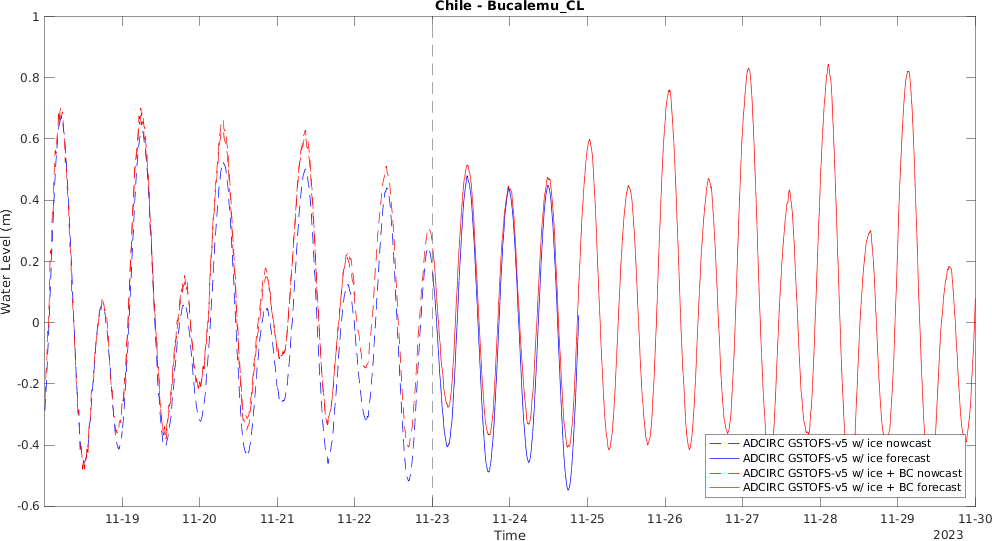 Chile - Bucalemu_CL
Water Level (m)
1
0.8
0.6
0.4
0.2
0
-0.2
-0.4
-0.6
ADCIRC GSTOFS-v5 w/ ice nowcast
ADCIRC GSTOFS-v5 w/ ice forecast
ADCIRC GSTOFS-v5 w/ ice + BC nowcast
ADCIRC GSTOFS-v5 w/ ice + BC forecast
11-19 11-20 11-21 11-22 11-23 11-24 11-25 11-26 11-27 11-28 11-29 11-30
Time
2023